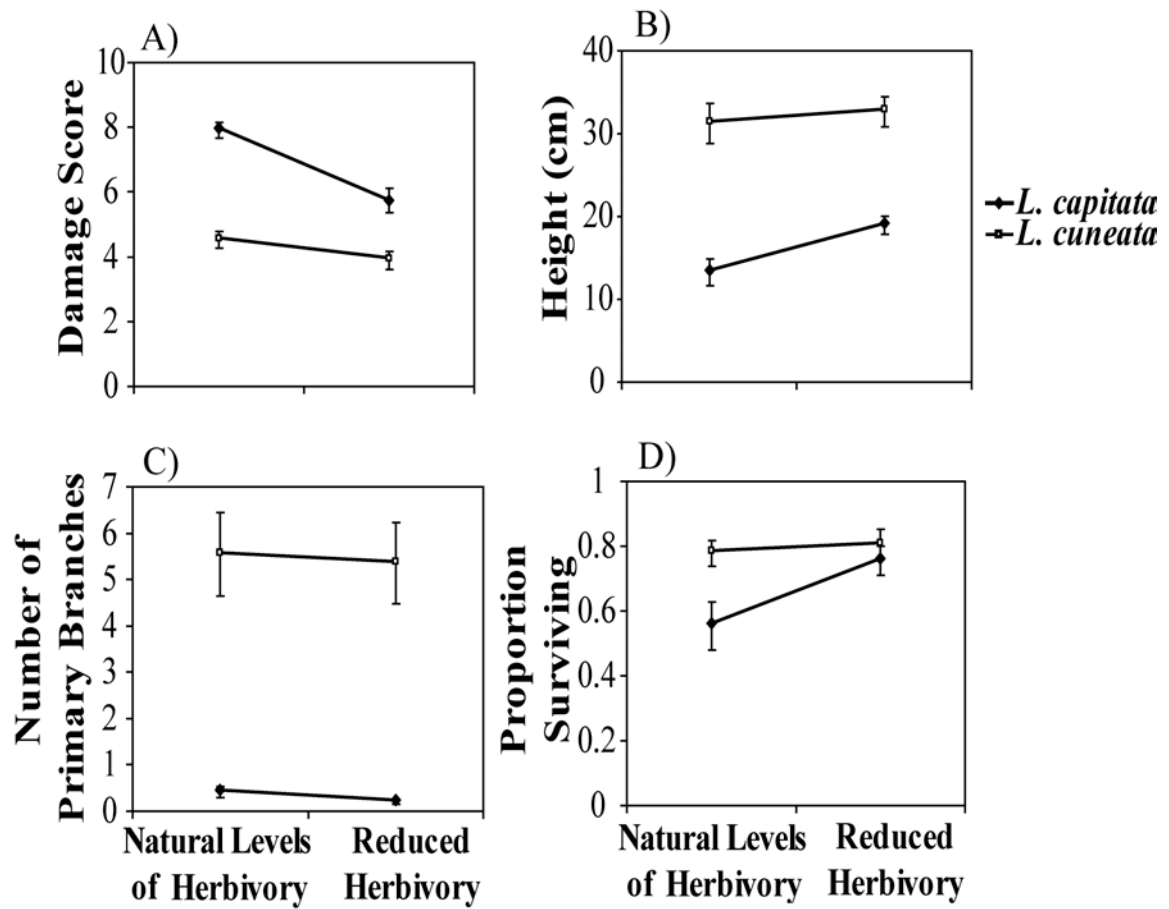 A)
10
8
6
4
2
0
Damage Score
B)
40
30
20
10
0
Height (cm)
L. capitata
L. cuneata
C)
7
6
5
4
3
2
1
0
Number of
Primary Branches
Natural Levels
of Herbivory
Reduced
Herbivory
D)
1
0.8
0.6
0.4
0.2
0
Proportion
Surviving
Natural Levels
of Herbivory
Reduced
Herbivory